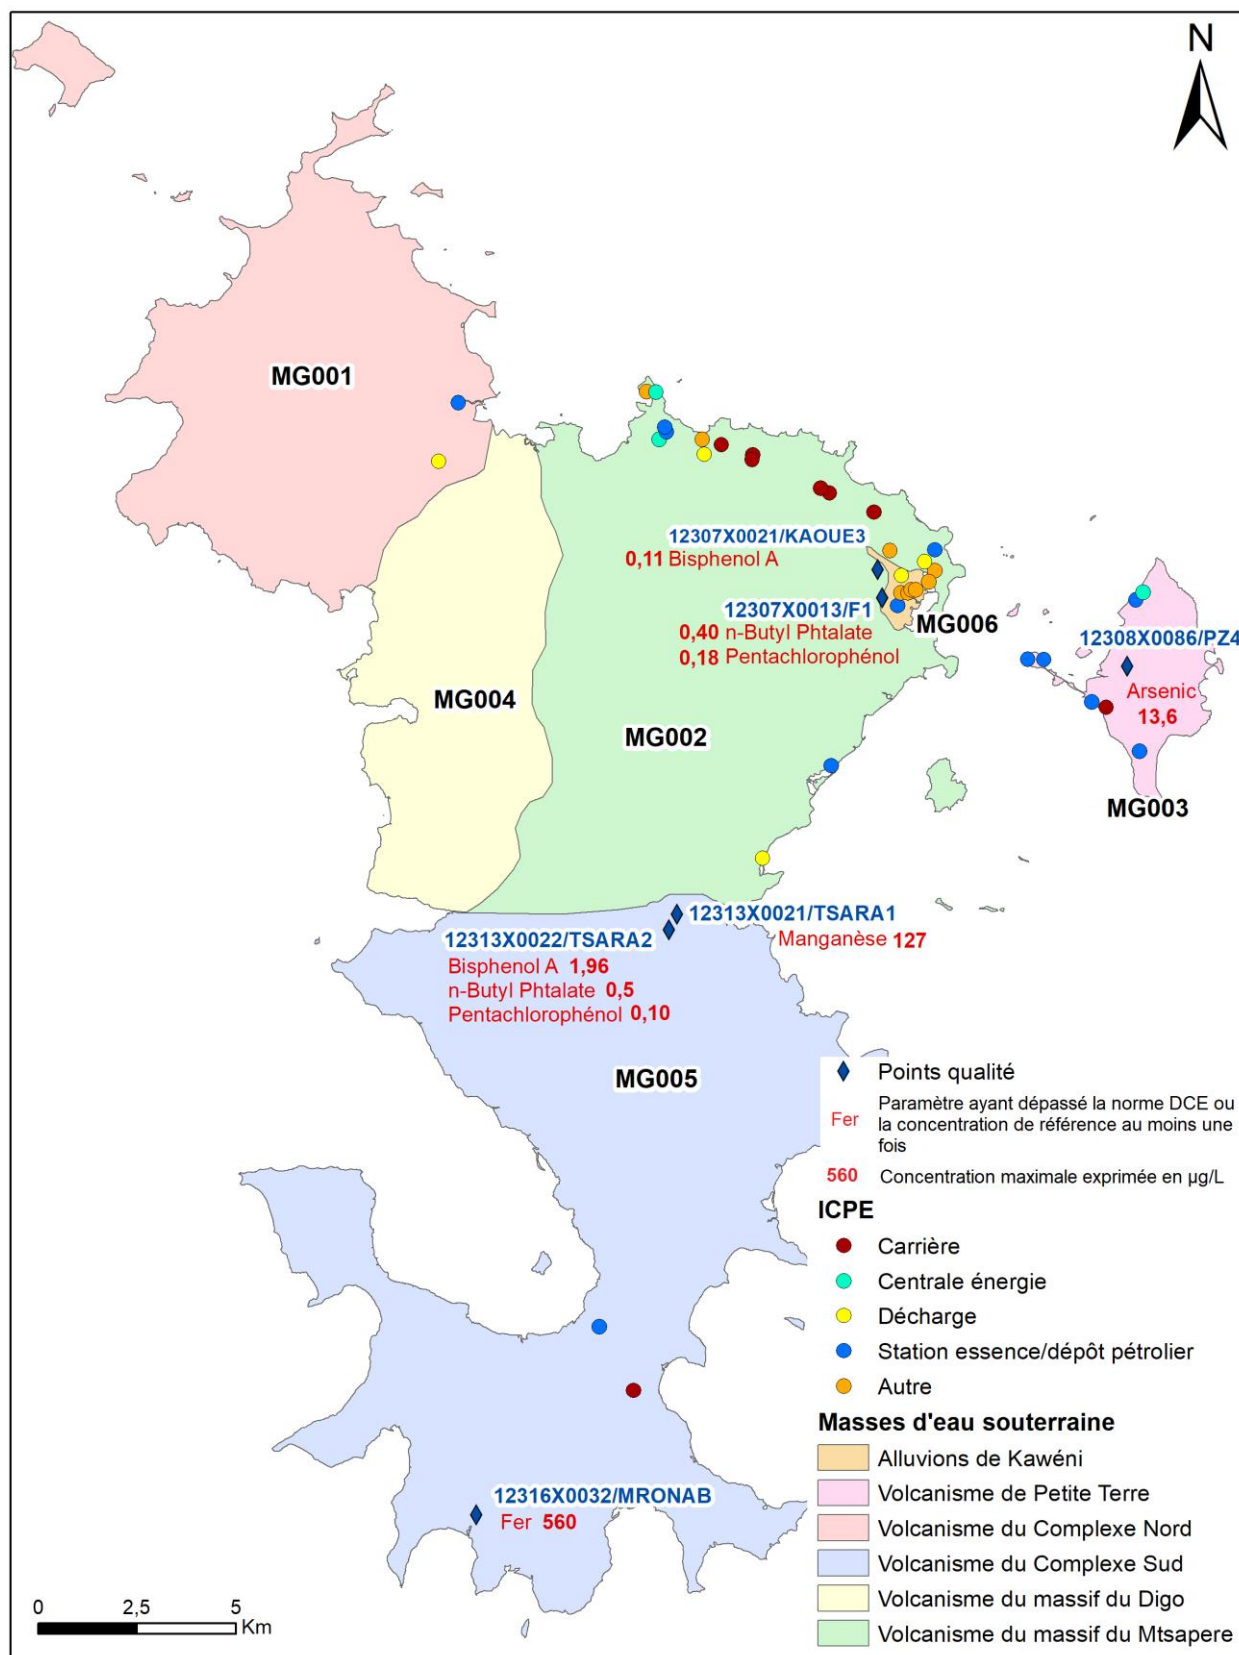 N
MG001
12307X0021/KAOUE3
0,11 Bisphenol A
12307X0013/F1
0,40 n-Butyl Phtalate
0,18 Pentachlorophénol
MG006
12308X0086/PZ4
Arsenic
13,6
MG004
MG002
MG003
12313X0021/TSARA1
Manganèse 127
12313X0022/TSARA2
Bisphenol A 1,96
n-Butyl Phtalate 0,5
Pentachlorophénol 0,10
MG005
12316X0032/MRONAB
Fer 560
Points qualité
Fer Paramètre ayant dépassé la norme DCE ou
la concentration de référence au moins une
fois
560 Concentration maximale exprimée en µg/L
ICPE
Carrière
Centrale énergie
Décharge
Station essence/dépôt pétrolier
Autre
Masses d'eau souterraine
Alluvions de Kawéni
Volcanisme de Petite Terre
Volcanisme du Complexe Nord
Volcanisme du Complexe Sud
Volcanisme du massif du Digo
Volcanisme du massif du Mtsapere
0 2,5 5
Km